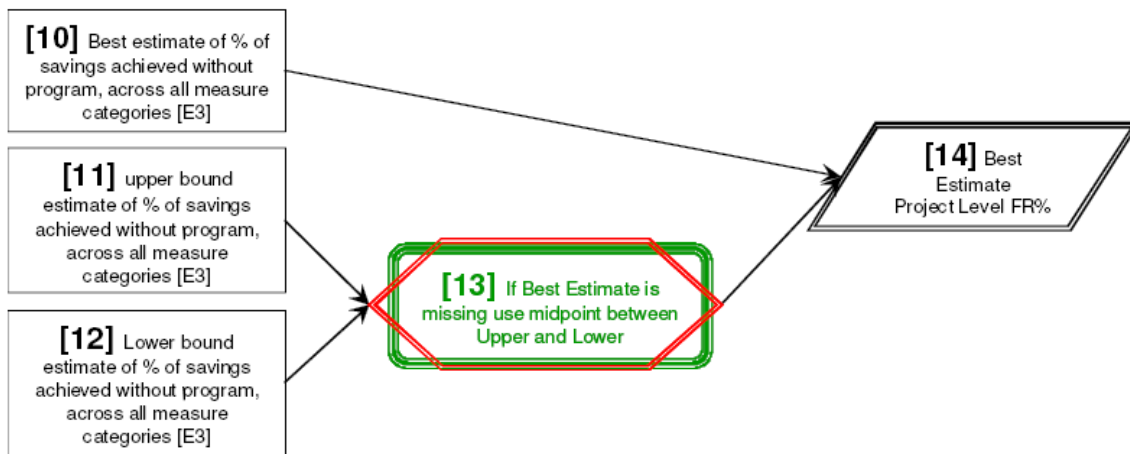 [10] Best estimate of % of
savings achieved without
program, across all measure
categories [E3]
[11] upper bound
estimate of % of savings
achieved without program,
across all measure
categories [E3]
[12] Lower bound
estimate of % of savings
achieved without program,
across all measure
categories [E3]
[13] If Best Estimate is
missing use midpoint between
Upper and Lower
[14] Best
Estimate
Project Level FR%